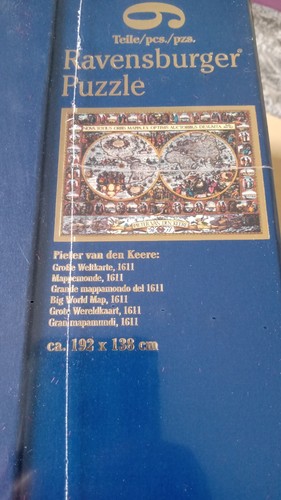 9
Teile/pcs./pzs.
Ravensburger®
Puzzle
Pieter van den Keere:
Große Weltkarte, 1611
Mappemonde, 1611
Grande mappamondo del 1611
Big World Map, 1611
Grote Wereldkaart, 1611
Gran mapamundi, 1611
ca. 192 x 138 cm